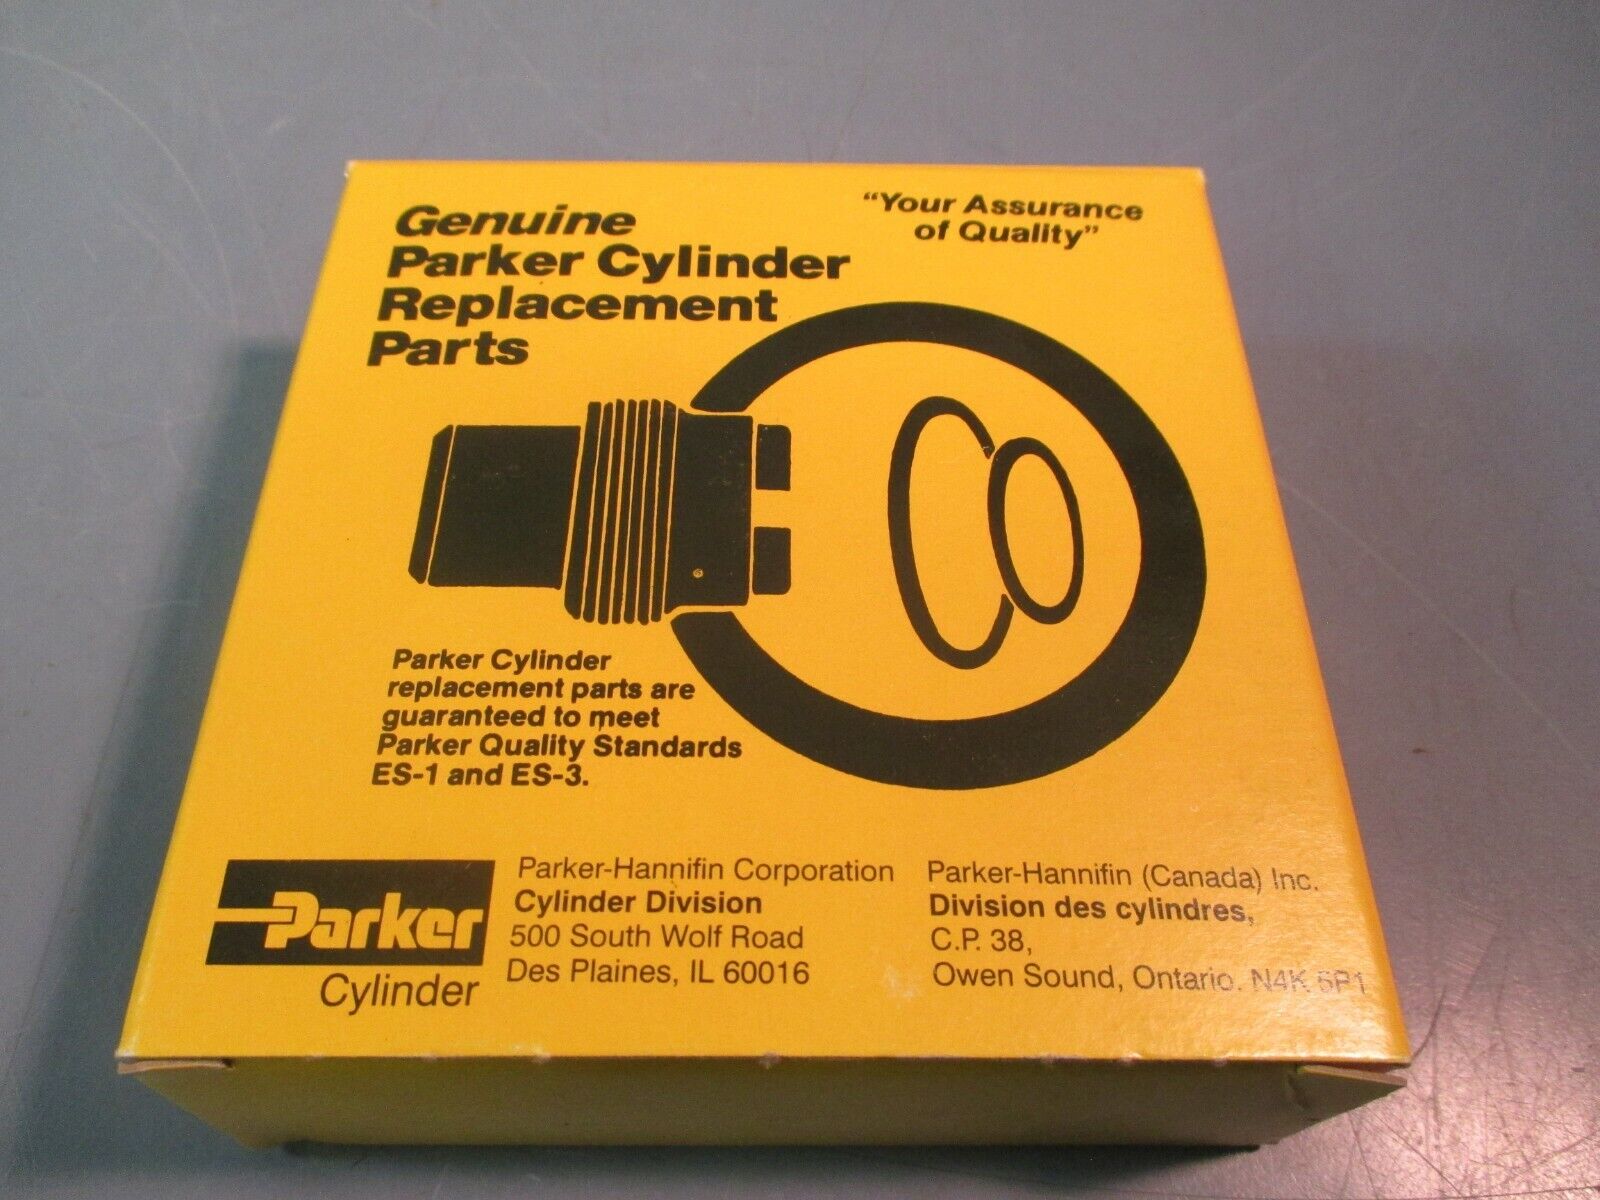 Genuine
Parker Cylinder
Replacement
Parts
"Your Assurance
of Quality"
Parker Cylinder
replacement parts are
guaranteed to meet
Parker Quality Standards
ES-1 and ES-3.
Parker
Cylinder
Parker-Hannifin Corporation
Cylinder Division
500 South Wolf Road
Des Plaines, IL 60016
Parker-Hannifin (Canada) Inc.
Division des cylindres,
C.P. 38,
Owen Sound, Ontario. N4K 5P1